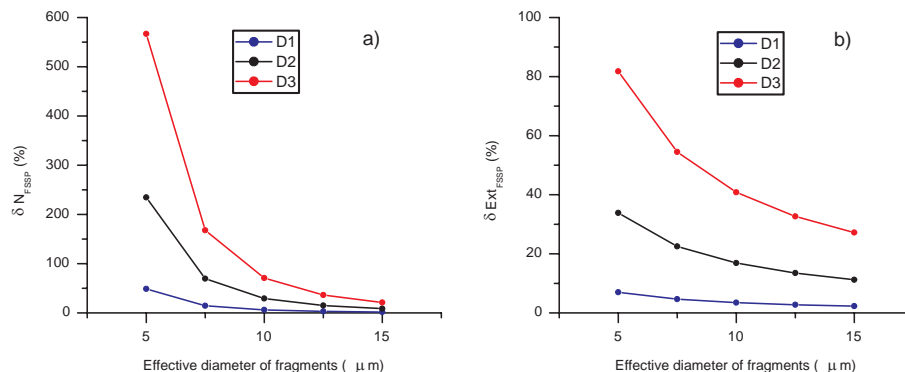 600
500
400
300
200
100
0
5
10
15
δ N_FSSP (%)
Effective diameter of fragments ( μ m)
D1
D2
D3
a)
100
80
60
40
20
0
5
10
15
δ Ext_FSSP (%)
Effective diameter of fragments ( μ m)
D1
D2
D3
b)